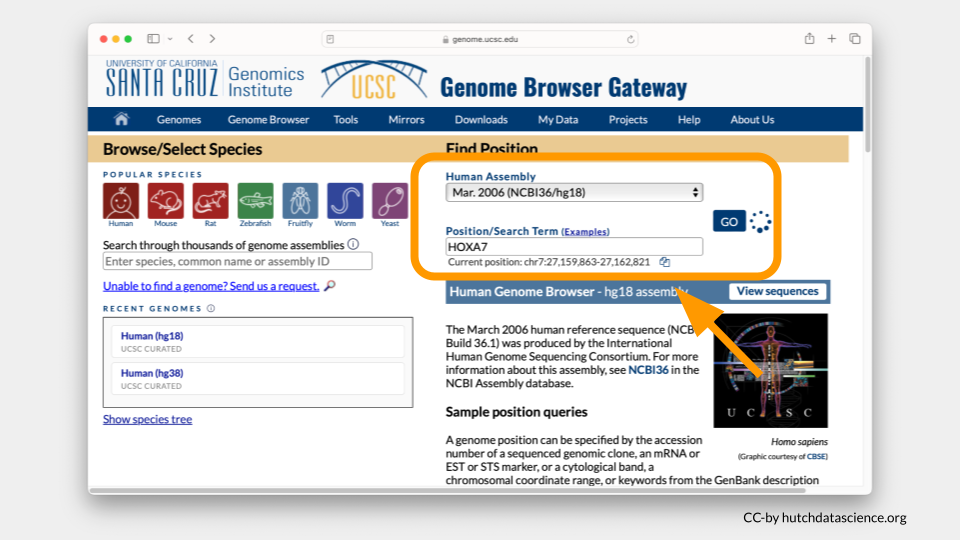 genome.ucsc.edu
UNIVERSITY OF CALIFORNIA
SANTA CRUZ
Genomics
Institute
UCSC
Genome Browser Gateway
Genomes Genome Browser Tools Mirrors Downloads My Data Projects Help About Us
Browse/Select Species
POPULAR SPECIES
Human Mouse Rat Zebrafish Fruitfly Worm Yeast
Search through thousands of genome assemblies
Enter species, common name or assembly ID
Unable to find a genome? Send us a request.
RECENT GENOMES
Human (hg18)
UCSC CURATED
Human (hg38)
UCSC CURATED
Show species tree
Find Position
Human Assembly
Mar. 2006 (NCBI36/hg18)
GO
Position/Search Term (Examples)
HOXA7
Current position: chr7:27,159,863-27,162,821
Human Genome Browser - hg18 assembly
View sequences
The March 2006 human reference sequence (NCB
Build 36.1) was produced by the International
Human Genome Sequencing Consortium. For more
information about this assembly, see NCBI36 in the
NCBI Assembly database.
UCSC
Homo sapiens
(Graphic courtesy of CBSE)
Sample position queries
A genome position can be specified by the accession
number of a sequenced genomic clone, an mRNA or
EST or STS marker, or a cytological band, a
chromosomal coordinate range, or keywords from the GenBank description
CC-by hutchdatascience.org